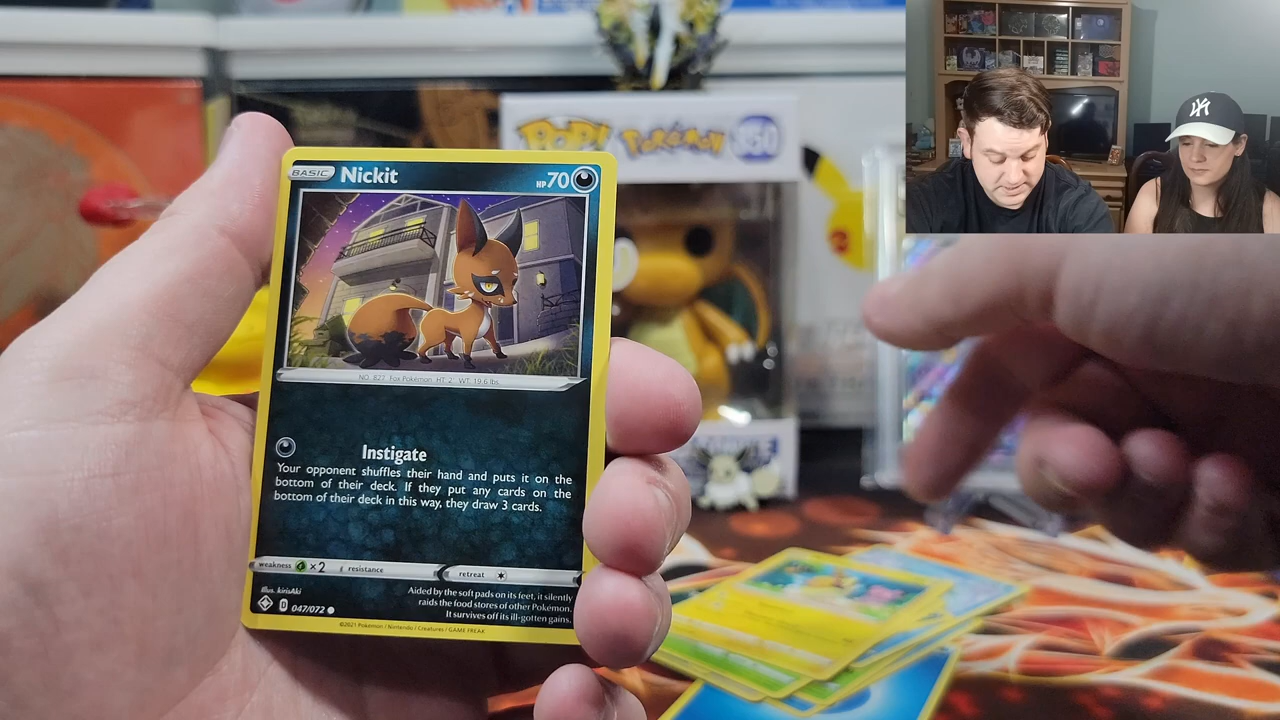 POP! Pokémon 850
BASIC Nickit HP 70
NO. 827 Fox Pokémon HT: 2' WT: 19.6 lbs.
Instigate
Your opponent shuffles their hand and puts it on the
bottom of their deck. If they put any cards on the
bottom of their deck in this way, they draw 3 cards.
weakness ×2 resistance retreat
Illus. kirisAki
Aided by the soft pads on its feet, it silently
raids the food stores of other Pokémon.
It survives off its ill-gotten gains.
D 047/072
©2021 Pokémon / Nintendo / Creatures / GAME FREAK
NY